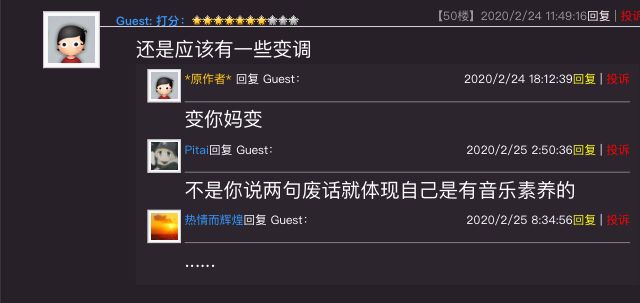 Guest: 打分: 【50楼】2020/2/24 11:49:16回复 | 投诉
还是应该有一些变调
*原作者* 回复 Guest: 2020/2/24 18:12:39回复 | 投诉
变你妈变
Pitai回复 Guest: 2020/2/25 2:50:36回复 | 投诉
不是你说两句废话就体现自己是有音乐素养的
热情而辉煌回复 Guest: 2020/2/25 8:34:56回复 | 投诉
......